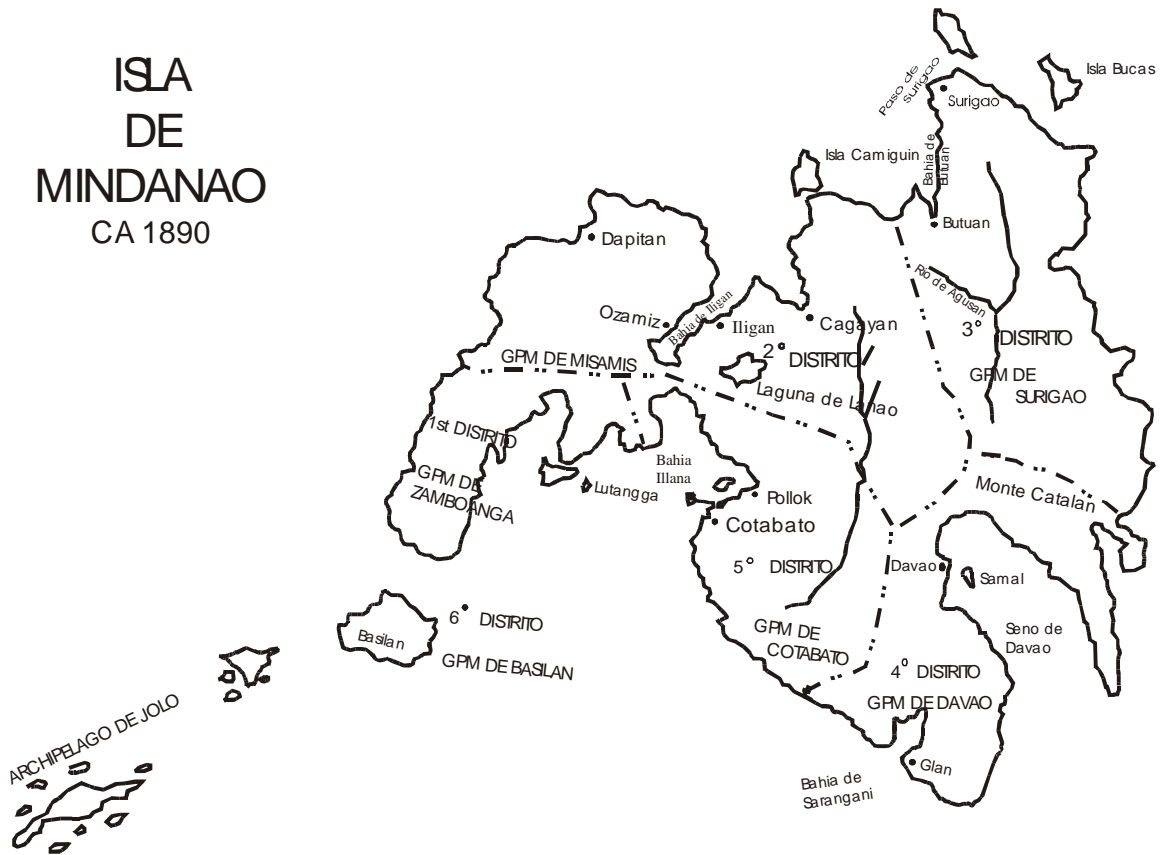 ISLA
DE
MINDANAO
CA 1890
Paso de
Surigao
Isla Bucas
Surigao
Isla Camiguin
Bahia de
Butuan
Butuan
Dapitan
Rio de Agusan
Ozamiz
Bahia de Iligan
Iligan
Cagayan
3° DISTRITO
2° DISTRITO
GPM DE MISAMIS
GPM DE
SURIGAO
Laguna de Lanao
1st DISTRITO
Bahia
Illana
GPM DE
ZAMBOANGA
Lutangga
Pollok
Monte Catalan
Cotabato
5° DISTRITO
Davao
Samal
6° DISTRITO
Basilan
GPM DE BASILAN
GPM DE
COTABATO
Seno de
Davao
4° DISTRITO
GPM DE DAVAO
ARCHIPELAGO DE JOLO
Glan
Bahia de
Sarangani